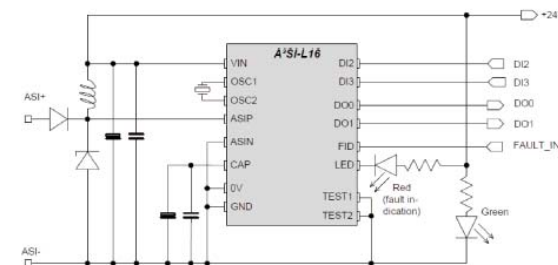 +24
A²SI-L16
VIN
OSC1
OSC2
ASIP
ASIN
CAP
0V
GND
DI2
DI3
DO0
DO1
FID
LED
TEST1
TEST2
DI2
DI3
DO0
DO1
FAULT_IN
ASI+
ASI-
Red
(fault in-
dication)
Green